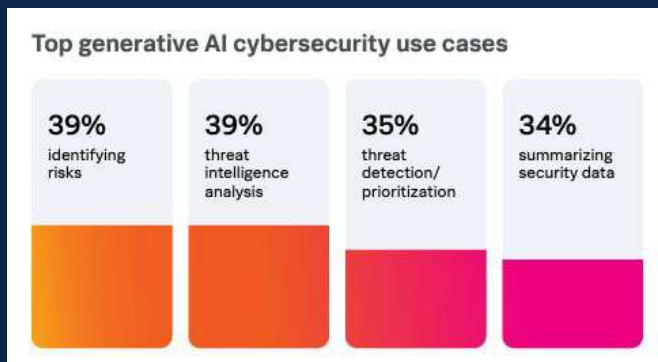 Top generative AI cybersecurity use cases
39%
identifying
risks
39%
threat
intelligence
analysis
35%
threat
detection/
prioritization
34%
summarizing
security data